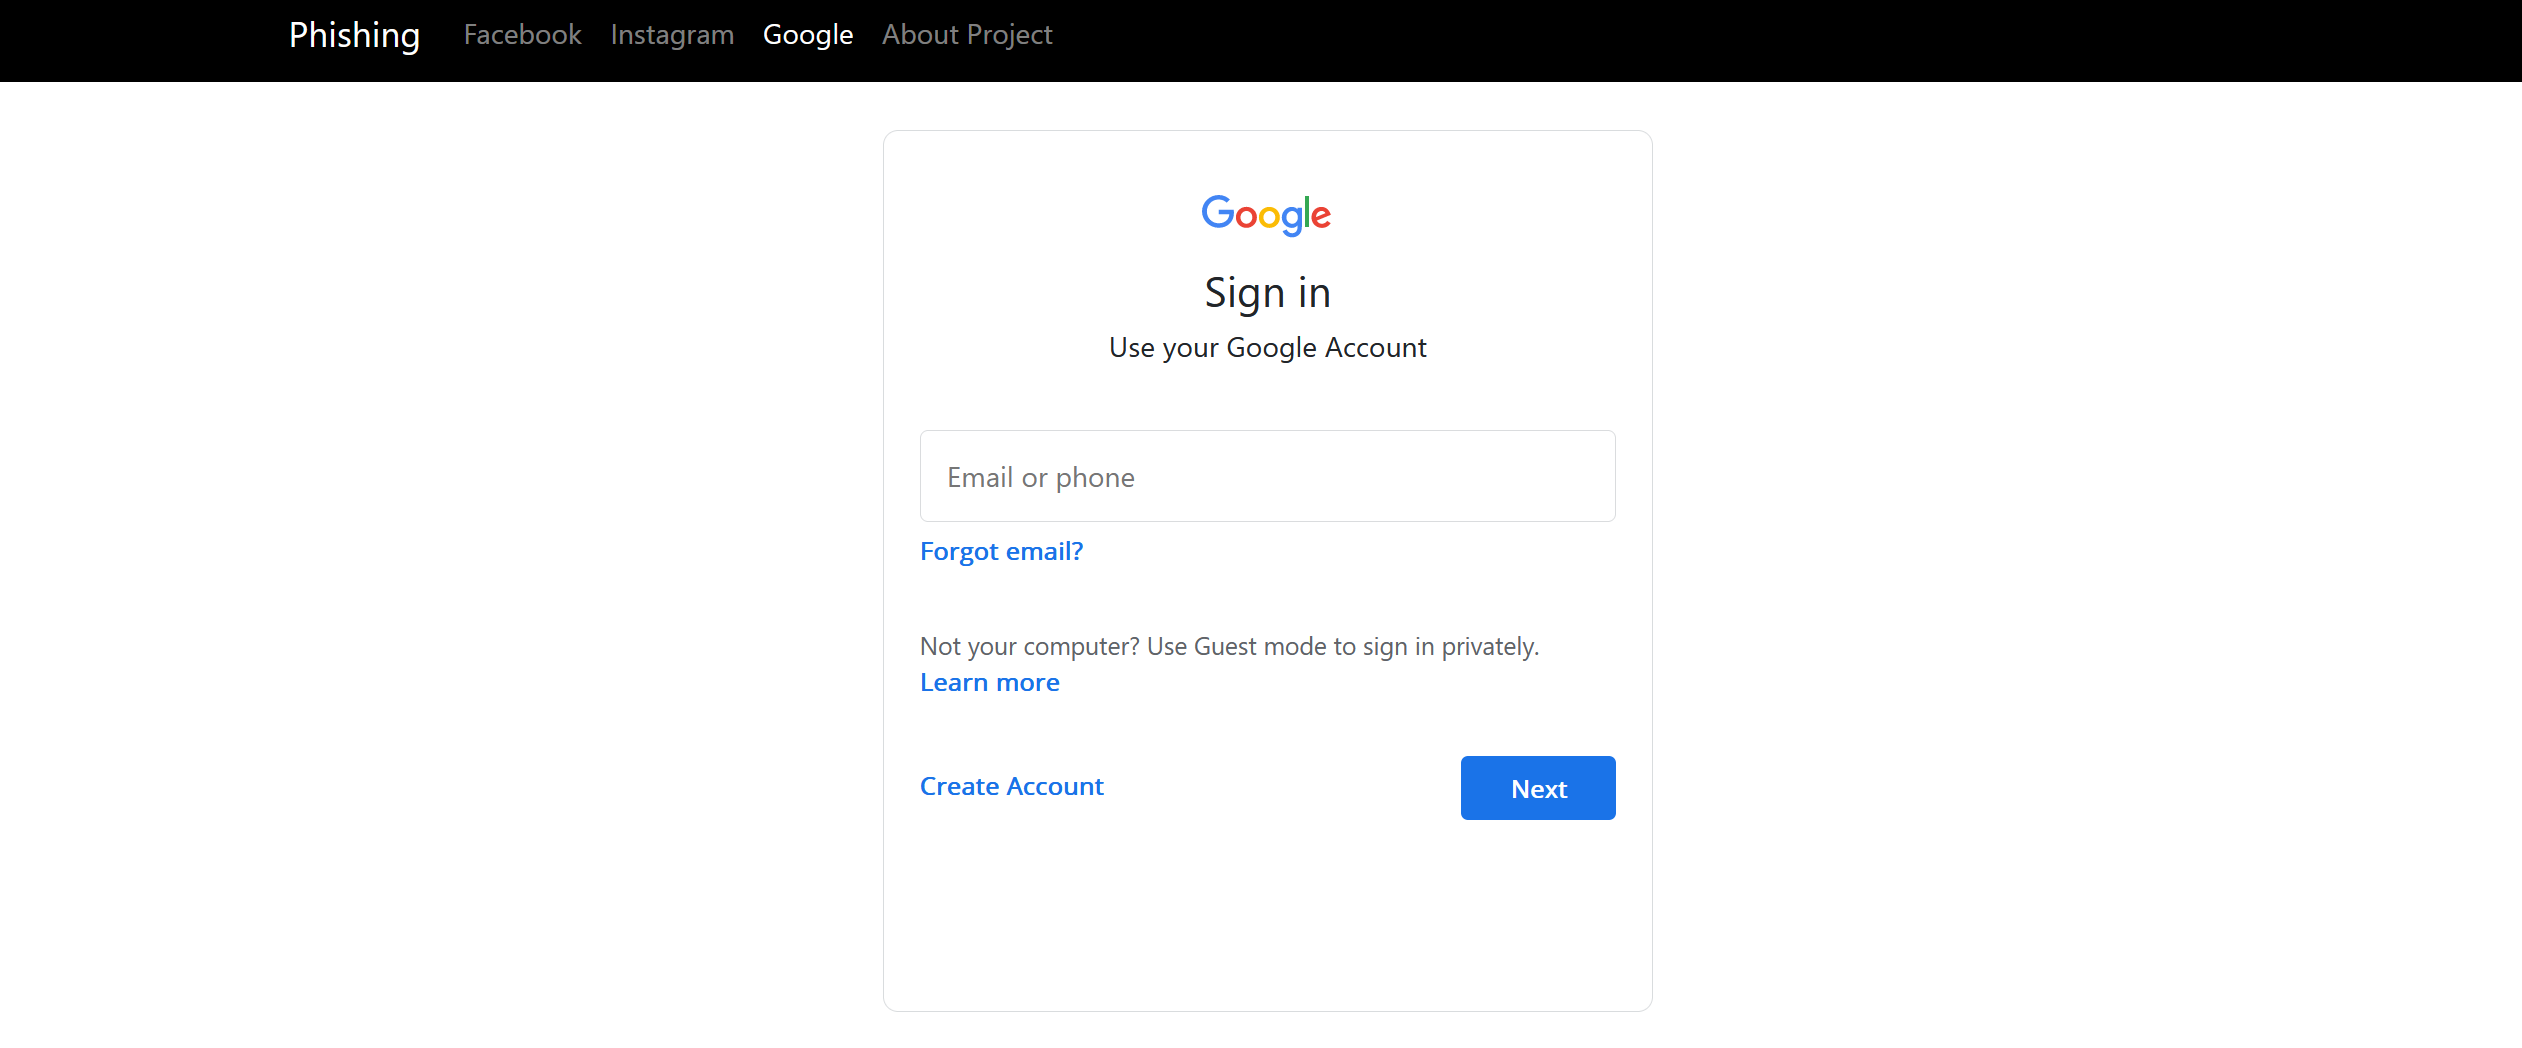 Phishing Facebook Instagram Google About Project
Google
Sign in
Use your Google Account
Email or phone
Forgot email?
Not your computer? Use Guest mode to sign in privately.
Learn more
Create Account Next